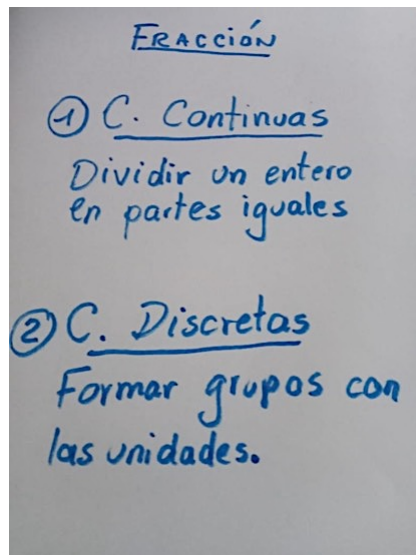 FRACCIÓN
① C. Continuas
Dividir un entero
en partes iguales
② C. Discretas
Formar grupos con
las unidades.